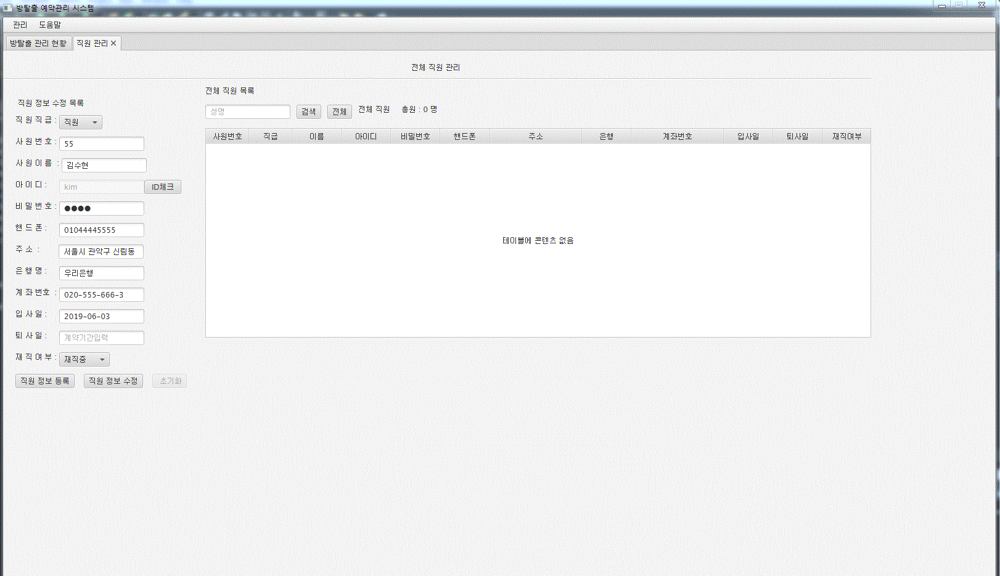 방탈출 예약관리 시스템
관리 도움말
방탈출 관리 현황 직원 관리
전체 직원 관리
직원 정보 수정 목록
직 원 직 급 : 직원
사 원 번 호 : 55
사 원 이 름 : 김수현
아 이 디 : kim ID체크
비 밀 번 호 : ●●●●
핸 드 폰 : 01044445555
주 소 : 서울시 관악구 신림동
은 행 명 : 우리은행
계 좌 번호 : 020-555-666-3
입 사 일 : 2019-06-03
퇴 사 일 : 계약기간입력
재 직 여 부 : 재직중
직원 정보 등록 직원 정보 수정 초기화
전체 직원 목록
성명 검색 전체 전체 직원 총원 : 0 명
사원번호 직급 이름 아이디 비밀번호 핸드폰 주소 은행 계좌번호 입사일 퇴사일 재직여부
테이블에 콘텐츠 없음